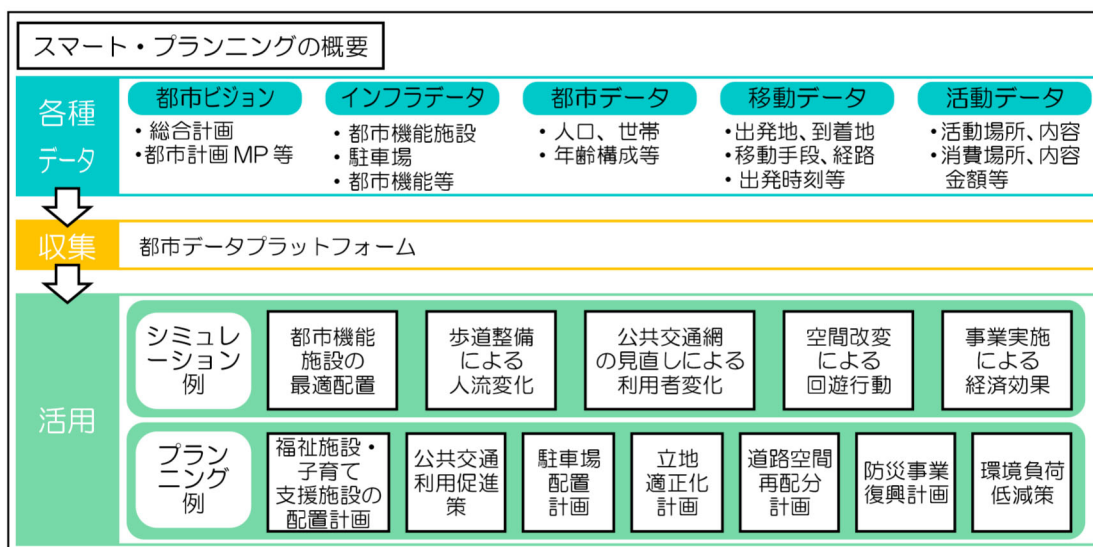 スマート・プランニングの概要
各種
データ
都市ビジョン
・総合計画
・都市計画MP等
インフラデータ
・都市機能施設
・駐車場
・都市機能等
都市データ
・人口、世帯
・年齢構成等
移動データ
・出発地、到着地
・移動手段、経路
・出発時刻等
活動データ
・活動場所、内容
・消費場所、内容
金額等
収集
都市データプラットフォーム
活用
シミュレ
ーション
例
都市機能
施設の
最適配置
歩道整備
による
人流変化
公共交通網
の見直しによる
利用者変化
空間改変
による
回遊行動
事業実施
による
経済効果
プラン
ニング
例
福祉施設・
子育て
支援施設の
配置計画
公共交通
利用促進
策
駐車場
配置
計画
立地
適正化
計画
道路空間
再配分
計画
防災事業
復興計画
環境負荷
低減策